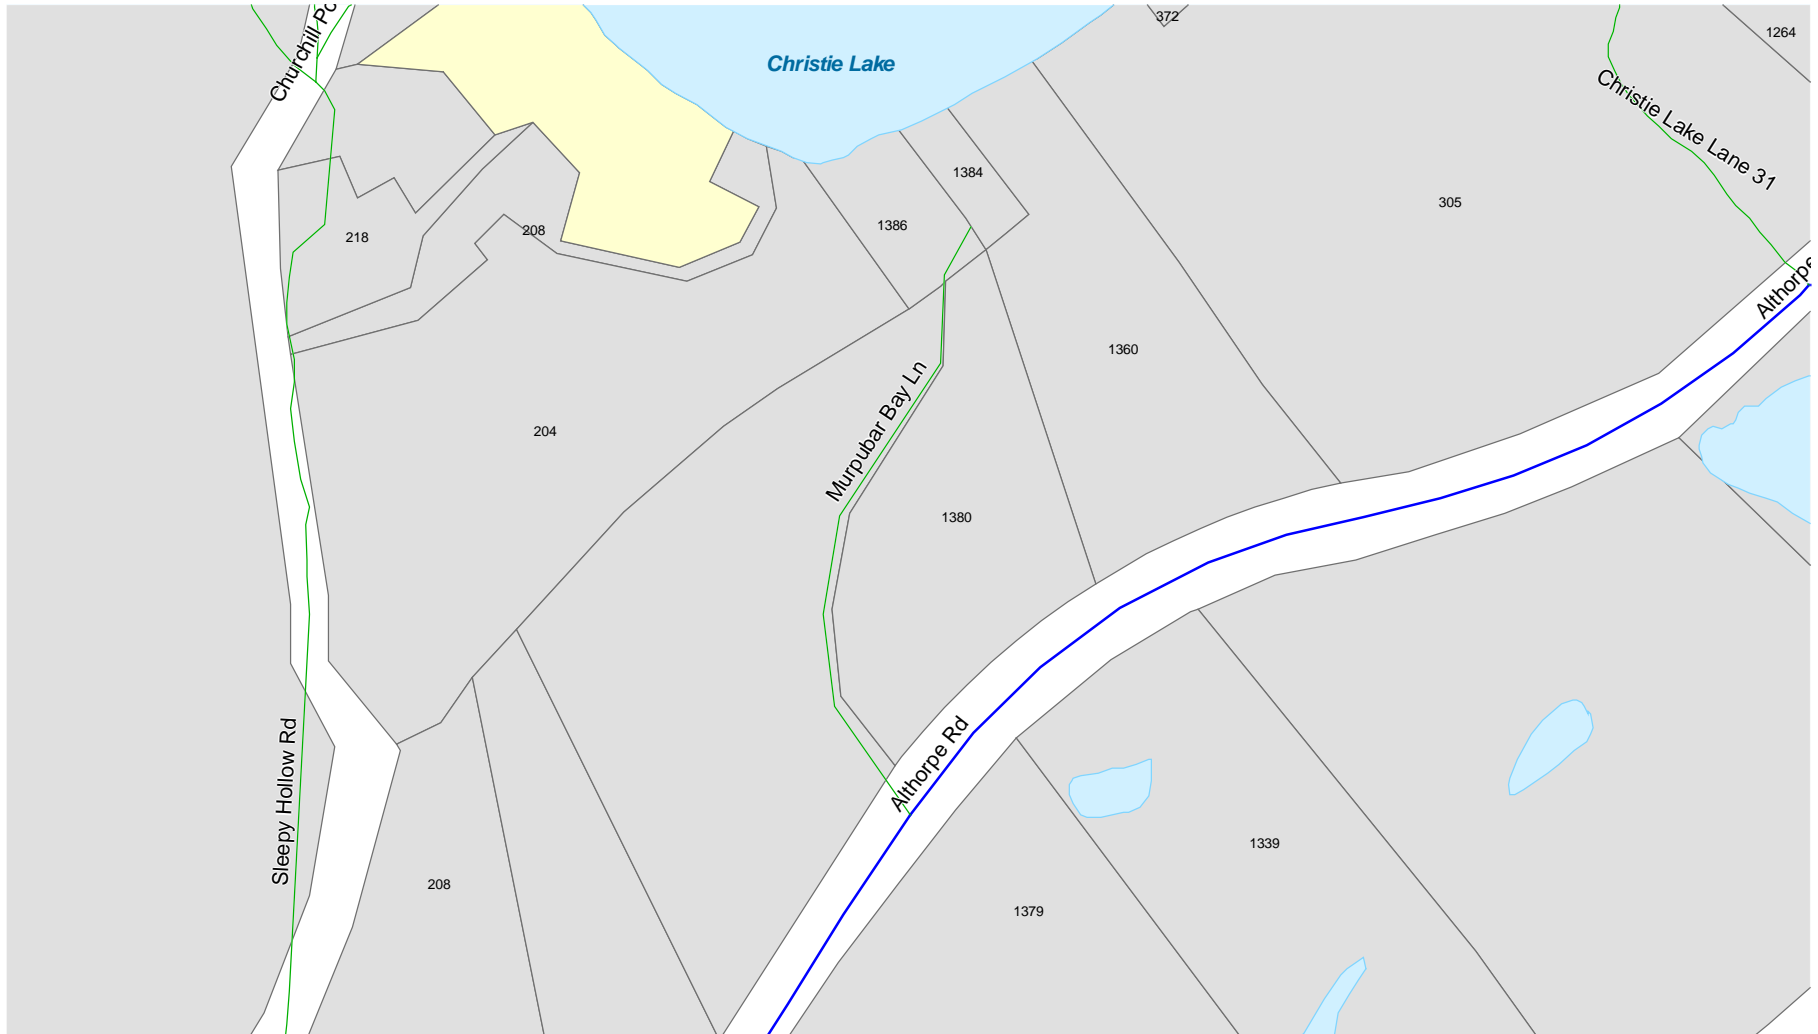 372
1264
Churchill
Christie Lake
Christie Lake Lane 31
1384
305
1386
208
218
Althorpe
1360
Murpubar Bay Ln
204
1380
Althorpe Rd
Sleepy Hollow Rd
1339
208
1379